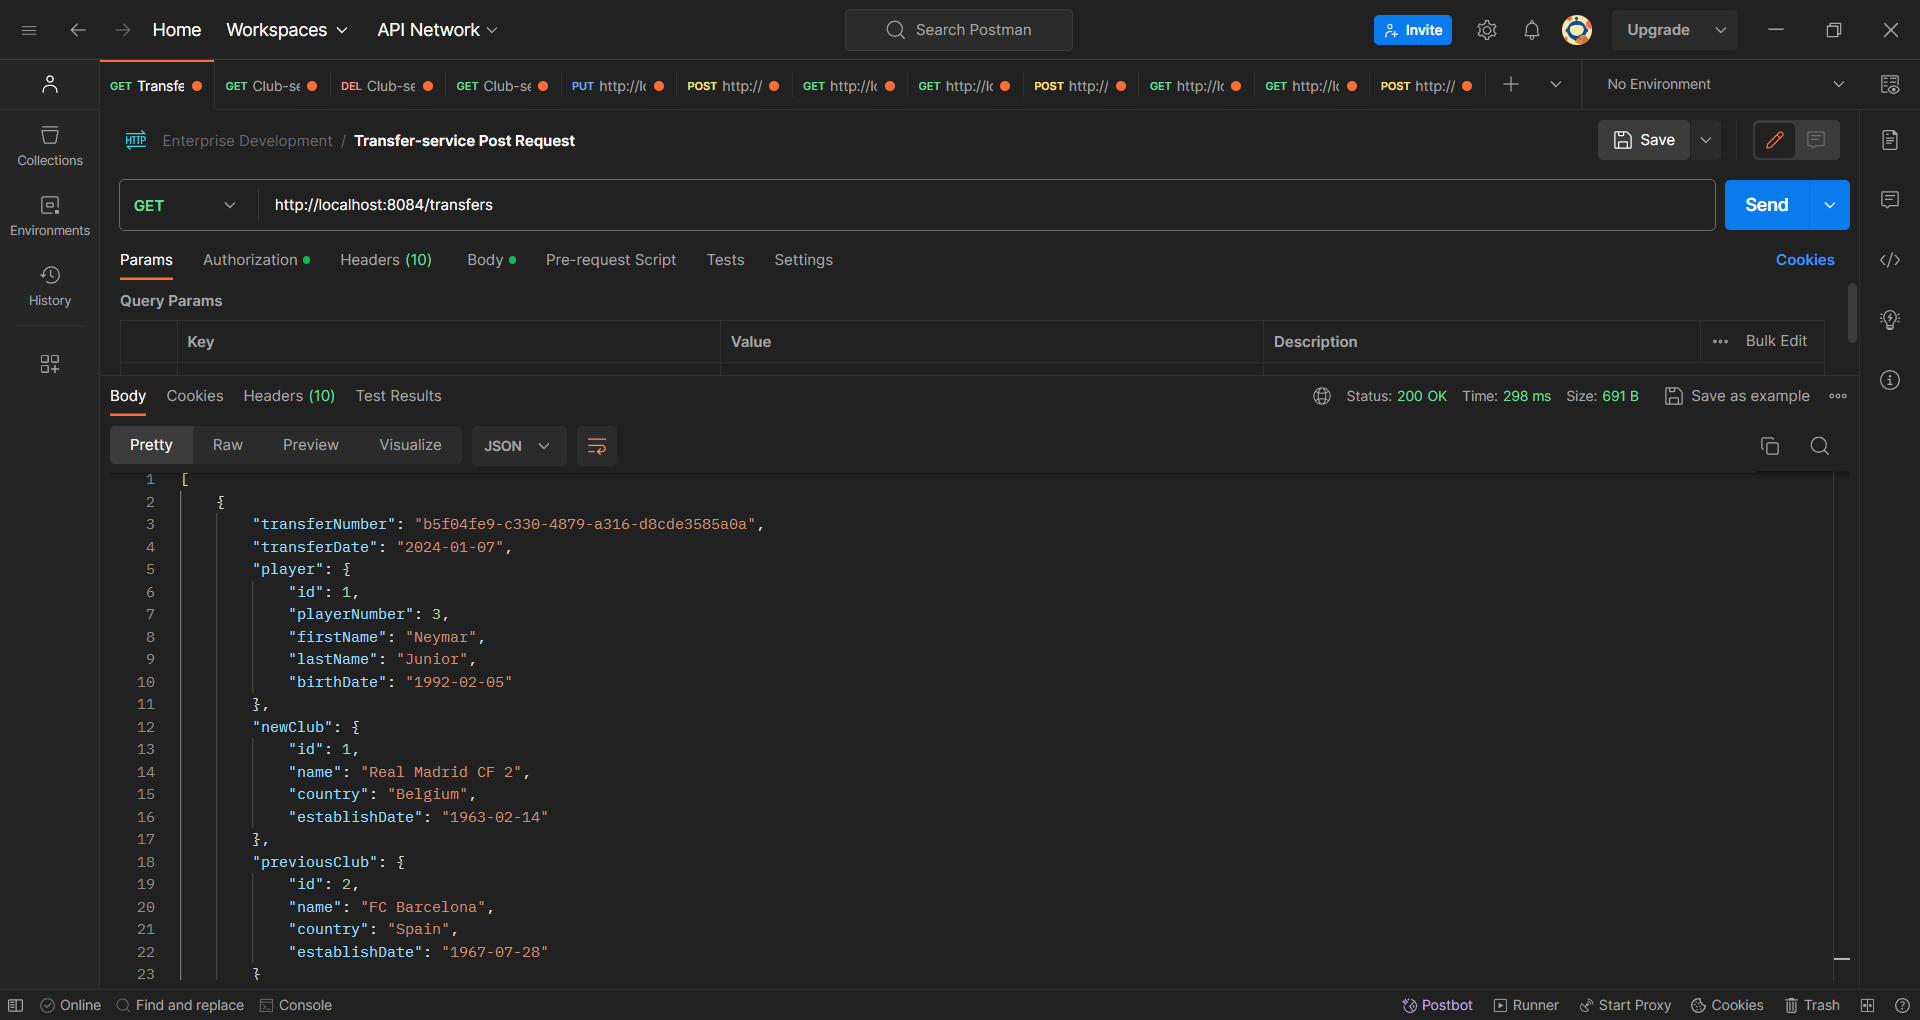 Home Workspaces API Network Search Postman Invite Upgrade
GET Transfe GET Club-se DEL Club-se GET Club-se PUT http://lc POST http:// GET http://lc GET http://lc POST http:// GET http://lc GET http://lc POST http:// No Environment
HTTP Enterprise Development / Transfer-service Post Request Save
Collections
Environments
History
GET http://localhost:8084/transfers Send
Params Authorization Headers (10) Body Pre-request Script Tests Settings Cookies
Query Params
Key Value Description Bulk Edit
Body Cookies Headers (10) Test Results Status: 200 OK Time: 298 ms Size: 691 B Save as example
Pretty Raw Preview Visualize JSON
1 [
2 {
3 "transferNumber": "b5f04fe9-c330-4879-a316-d8cde3585a0a",
4 "transferDate": "2024-01-07",
5 "player": {
6 "id": 1,
7 "playerNumber": 3,
8 "firstName": "Neymar",
9 "lastName": "Junior",
10 "birthDate": "1992-02-05"
11 },
12 "newClub": {
13 "id": 1,
14 "name": "Real Madrid CF 2",
15 "country": "Belgium",
16 "establishDate": "1963-02-14"
17 },
18 "previousClub": {
19 "id": 2,
20 "name": "FC Barcelona",
21 "country": "Spain",
22 "establishDate": "1967-07-28"
23 }
Online Find and replace Console Postbot Runner Start Proxy Cookies Trash